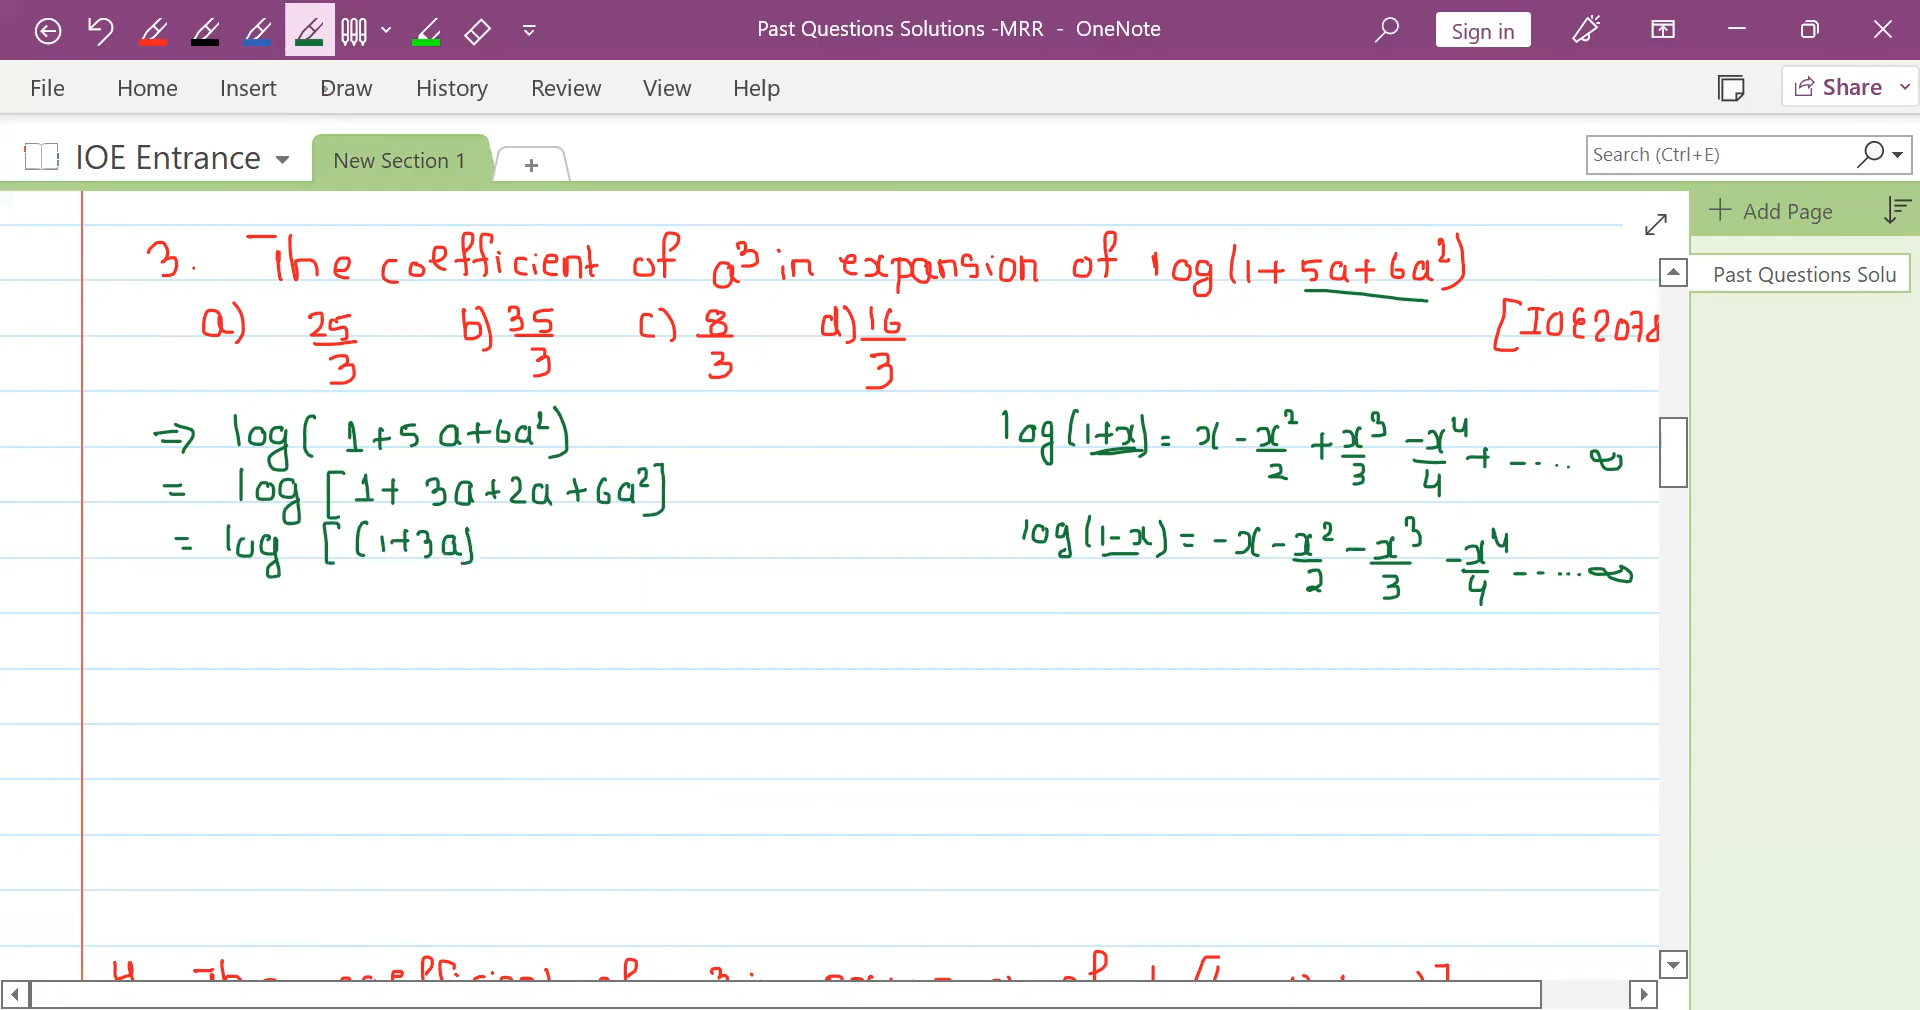 Past Questions Solutions -MRR - OneNote
Sign in
File Home Insert Draw History Review View Help
Share
IOE Entrance
New Section 1
+
Search (Ctrl+E)
Add Page
Past Questions Solu
3. The coefficient of a³ in expansion of log(1+5a+6a²)
a) 25/3 b) 35/3 c) 8/3 d) 16/3
[IOE2078
⇒ log(1+5a+6a²)
= log[1+3a+2a+6a²]
= log[(1+3a)
log(1+x) = x - x²/2 + x³/3 - x⁴/4 + ---- ∞
log(1-x) = -x - x²/2 - x³/3 - x⁴/4 ----- ∞